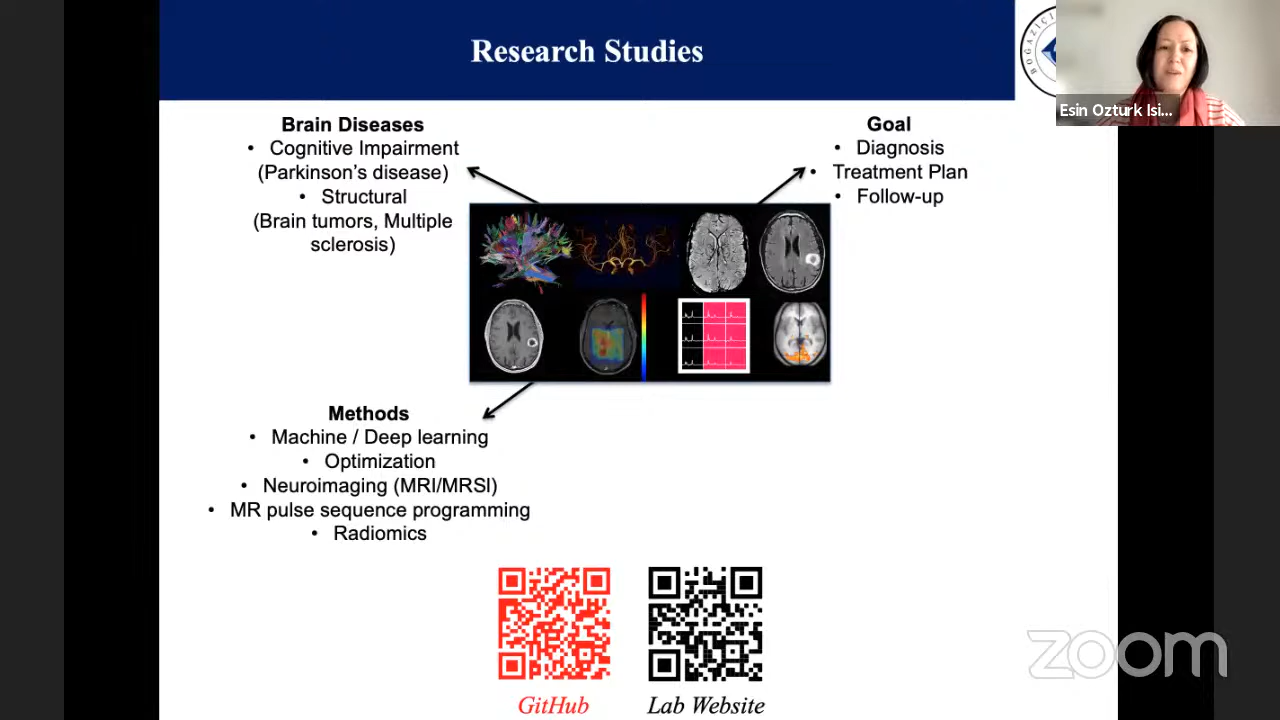 Research Studies
BOĞAZİÇİ
Esin Ozturk Isi...
Brain Diseases
• Cognitive Impairment
(Parkinson's disease)
• Structural
(Brain tumors, Multiple
sclerosis)
Goal
• Diagnosis
• Treatment Plan
• Follow-up
Methods
• Machine / Deep learning
• Optimization
• Neuroimaging (MRI/MRSI)
• MR pulse sequence programming
• Radiomics
GitHub
Lab Website
zoom